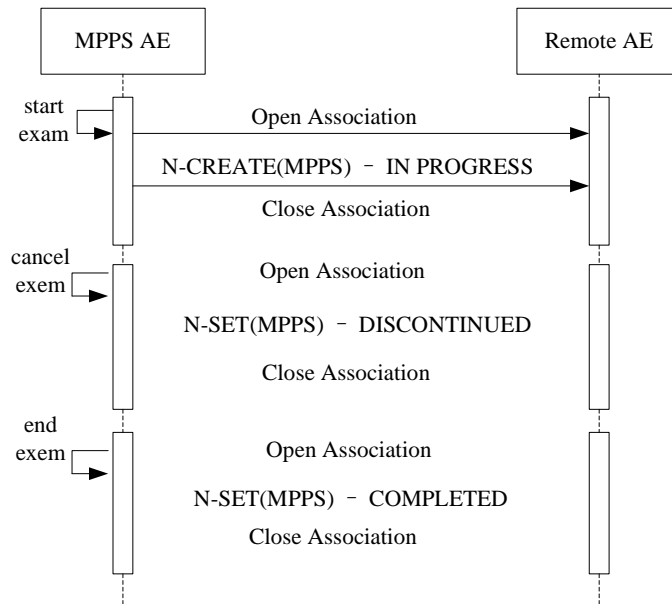 MPPS AE
Remote AE
start
exam
Open Association
N-CREATE(MPPS) – IN PROGRESS
Close Association
cancel
exem
Open Association
N-SET(MPPS) – DISCONTINUED
Close Association
end
exem
Open Association
N-SET(MPPS) – COMPLETED
Close Association